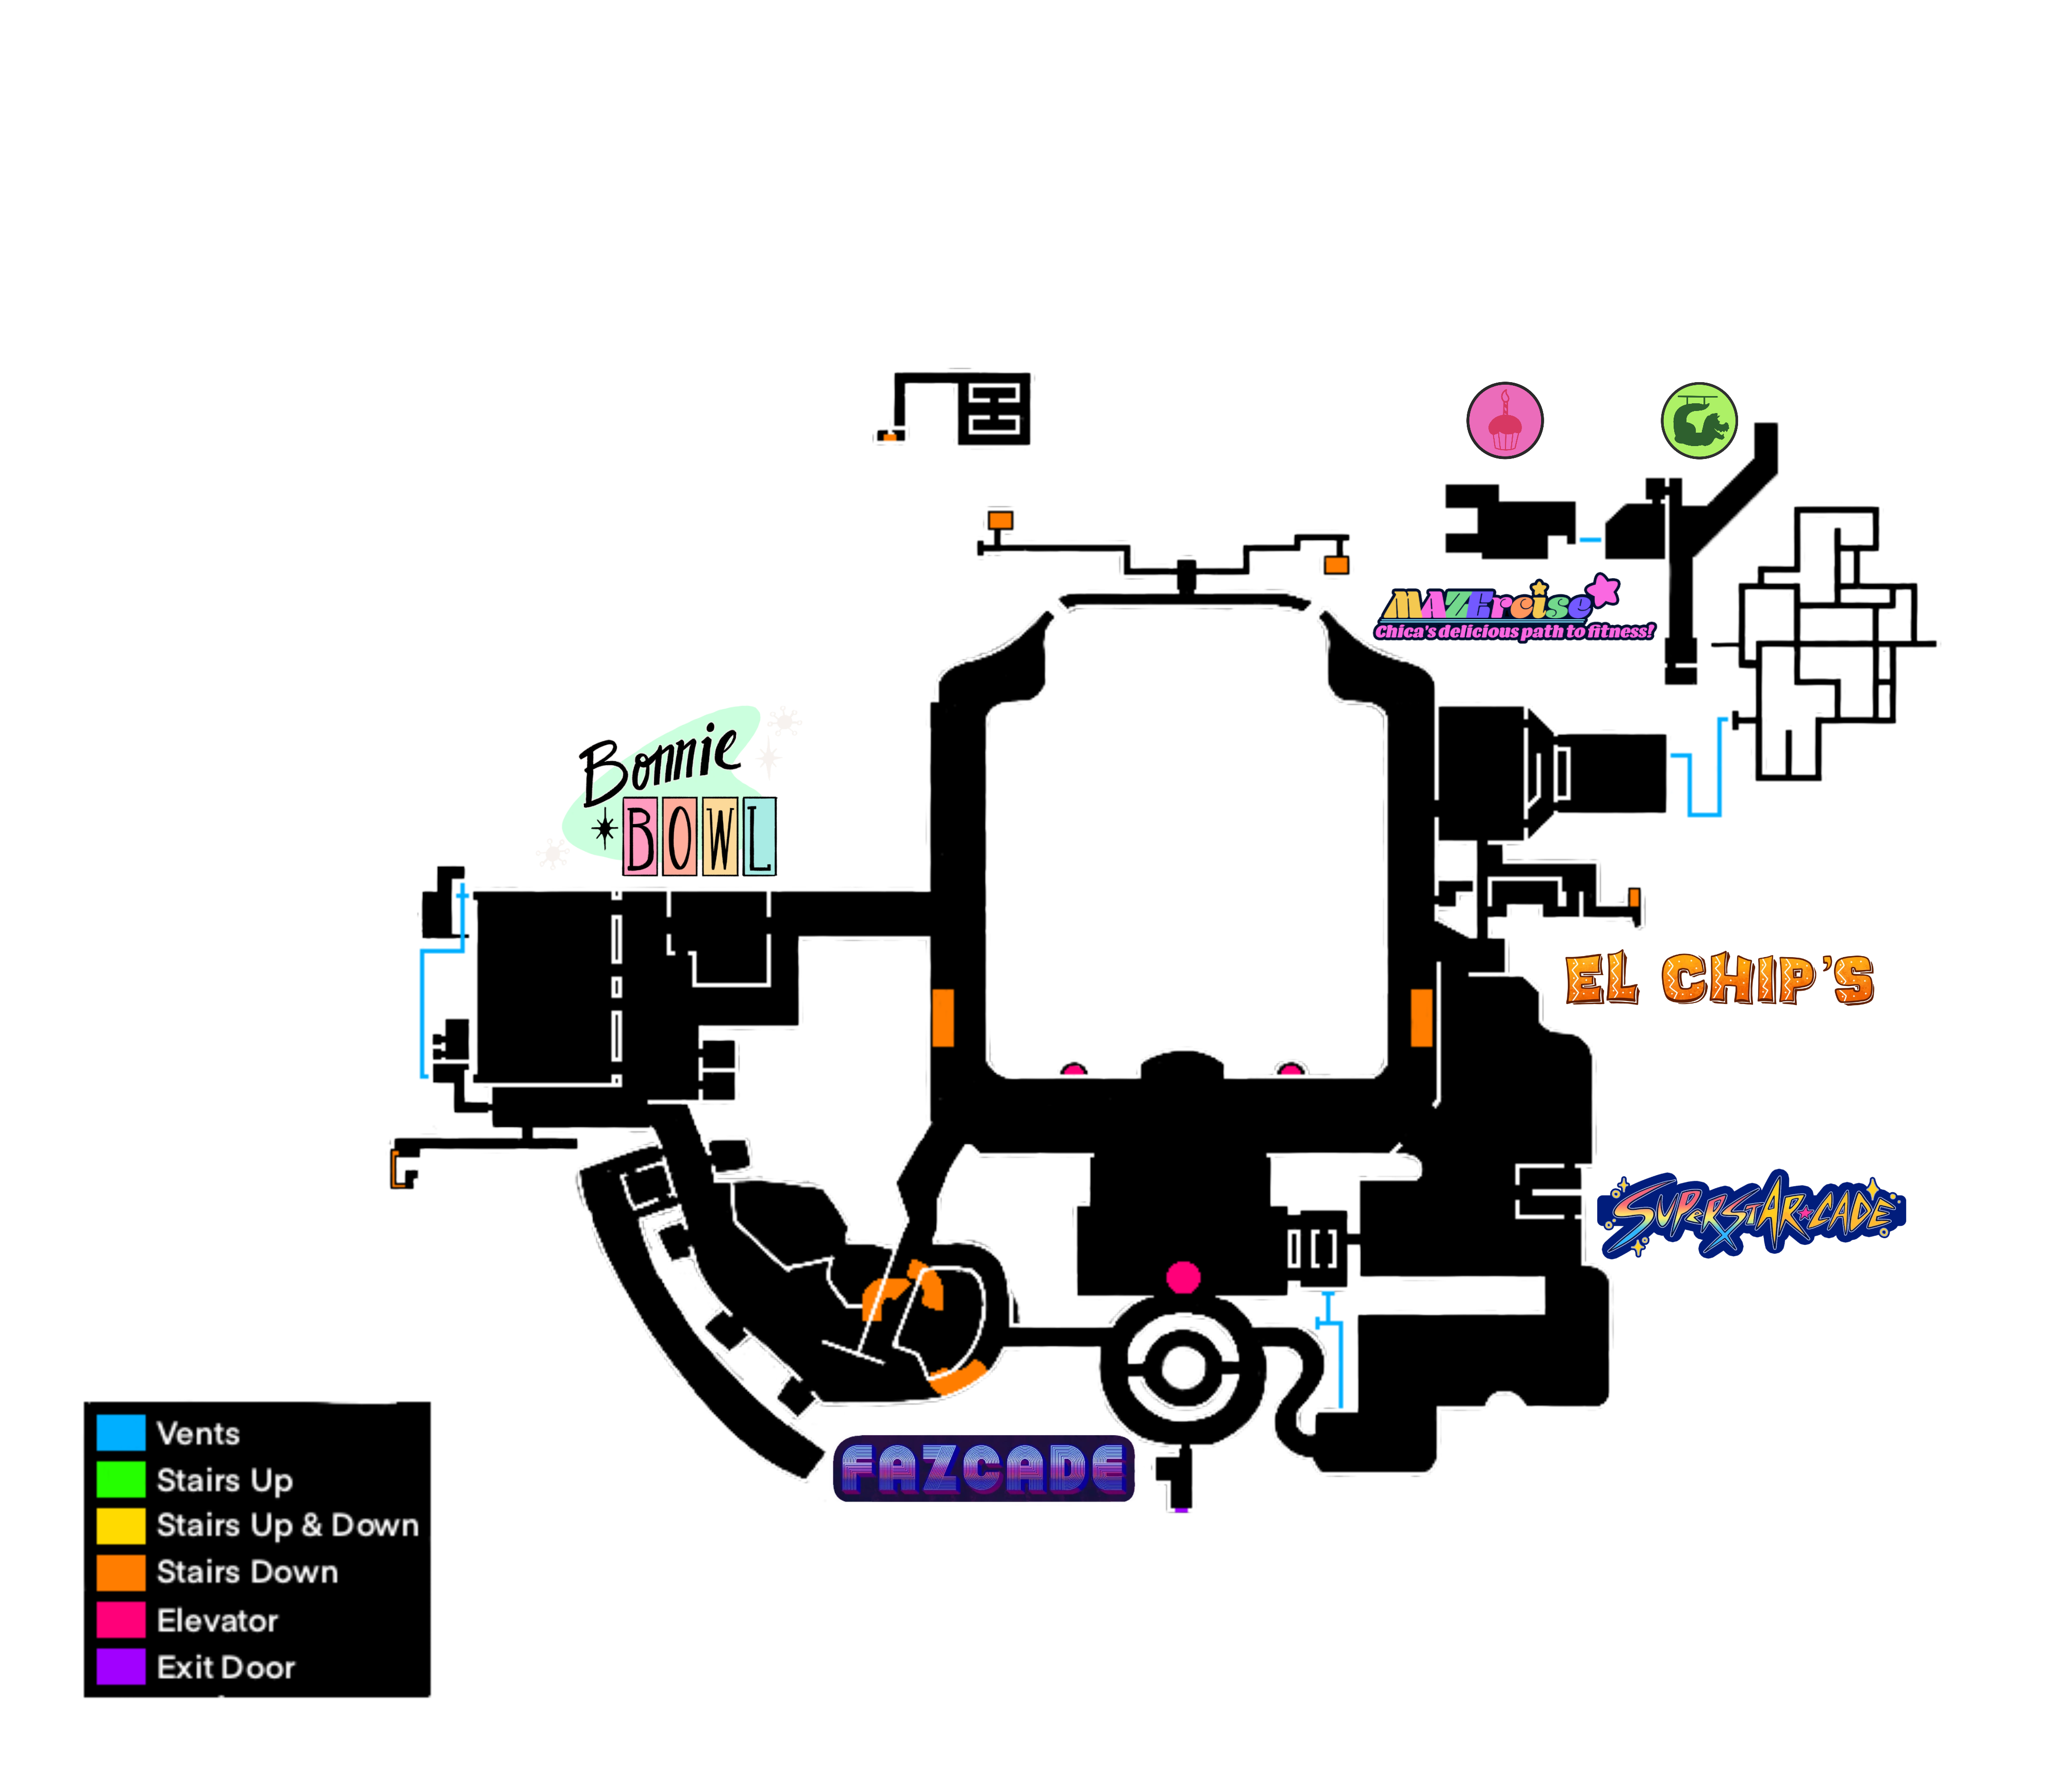 MAZErcise
Chica's delicious path to fitness!
Bonnie
BOWL
EL CHIP'S
SUPERSTAR★CADE
FAZCADE
Vents
Stairs Up
Stairs Up & Down
Stairs Down
Elevator
Exit Door